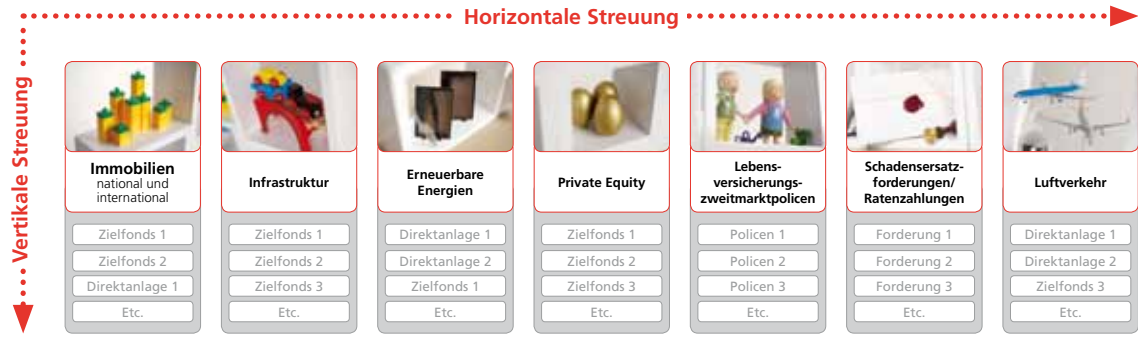 Horizontale Streuung
Vertikale Streuung
Immobilien
national und
international
Zielfonds 1
Zielfonds 2
Direktanlage 1
Etc.
Infrastruktur
Zielfonds 1
Zielfonds 2
Zielfonds 3
Etc.
Erneuerbare
Energien
Direktanlage 1
Direktanlage 2
Zielfonds 1
Etc.
Private Equity
Zielfonds 1
Zielfonds 2
Zielfonds 3
Etc.
Lebens-
versicherungs-
zweitmarktpolicen
Policen 1
Policen 2
Policen 3
Etc.
Schadensersatz-
forderungen/
Ratenzahlungen
Forderung 1
Forderung 2
Forderung 3
Etc.
Luftverkehr
Direktanlage 1
Direktanlage 2
Zielfonds 3
Etc.